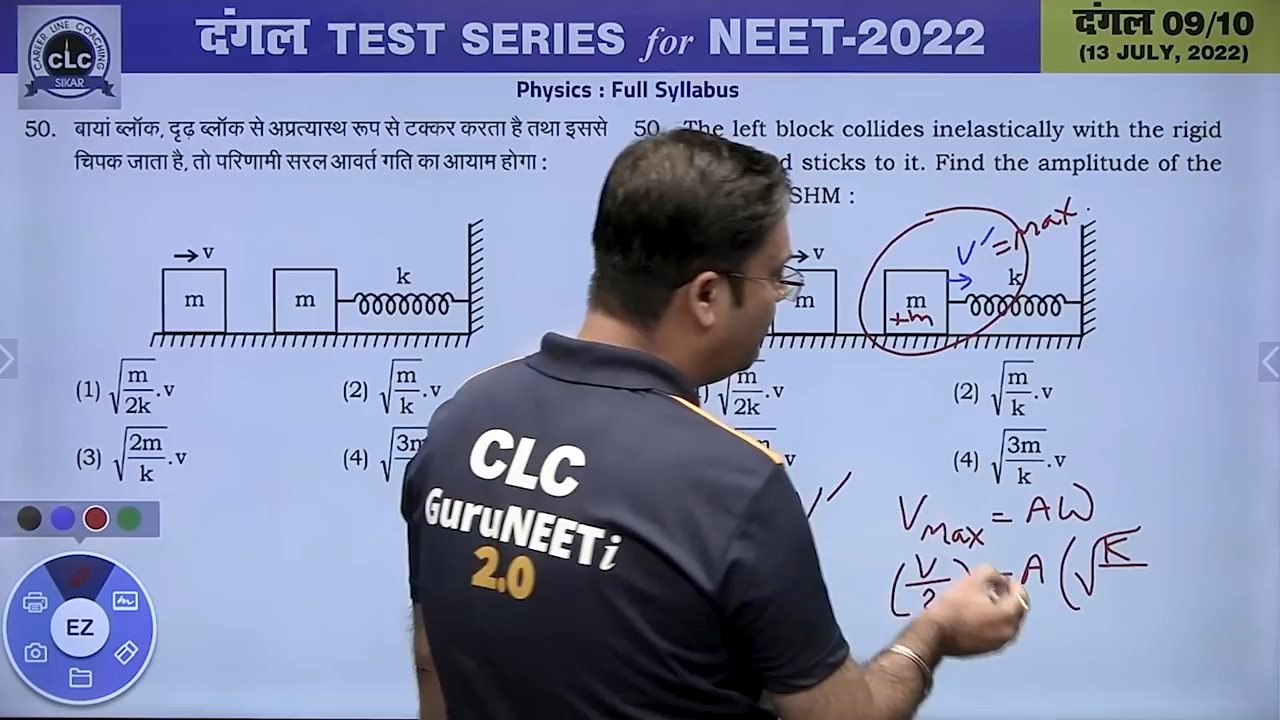 CAREER LINE COACHING
CLC
SIKAR
दंगल TEST SERIES for NEET-2022
दंगल 09/10
(13 JULY, 2022)
Physics : Full Syllabus
50. बायां ब्लॉक, दृढ़ ब्लॉक से अप्रत्यास्थ रूप से टक्कर करता है तथा इससे
चिपक जाता है, तो परिणामी सरल आवर्त गति का आयाम होगा :
v
m
m
k
(1) √(m/2k).v
(2) √(m/k).v
(3) √(2m/k).v
(4) √(3m
50. The left block collides inelastically with the rigid
sticks to it. Find the amplitude of the
SHM :
v
m
m
+m
V' = max
k
√(m/2k).v
(2) √(m/k).v
v
(4) √(3m/k).v
V'
Vmax = Aω
(V/2) = A(√K
EZ
CLC
GuruNEETi
2.0